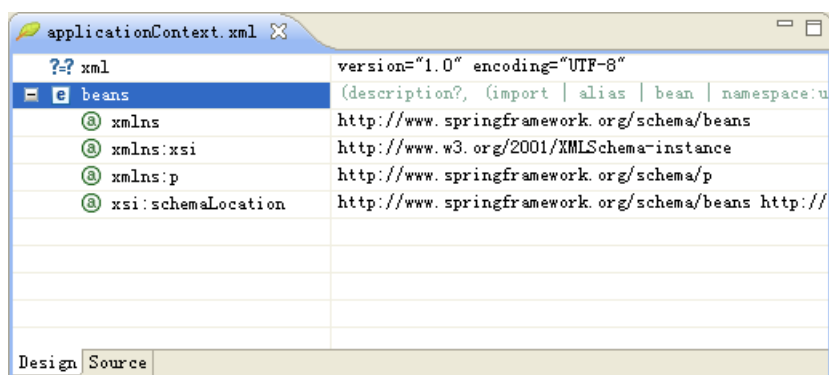 applicationContext.xml
?=? xml version="1.0" encoding="UTF-8"
e beans (description?, (import | alias | bean | namespace:u
a xmlns http://www.springframework.org/schema/beans
a xmlns:xsi http://www.w3.org/2001/XMLSchema-instance
a xmlns:p http://www.springframework.org/schema/p
a xsi:schemaLocation http://www.springframework.org/schema/beans http://
Design Source